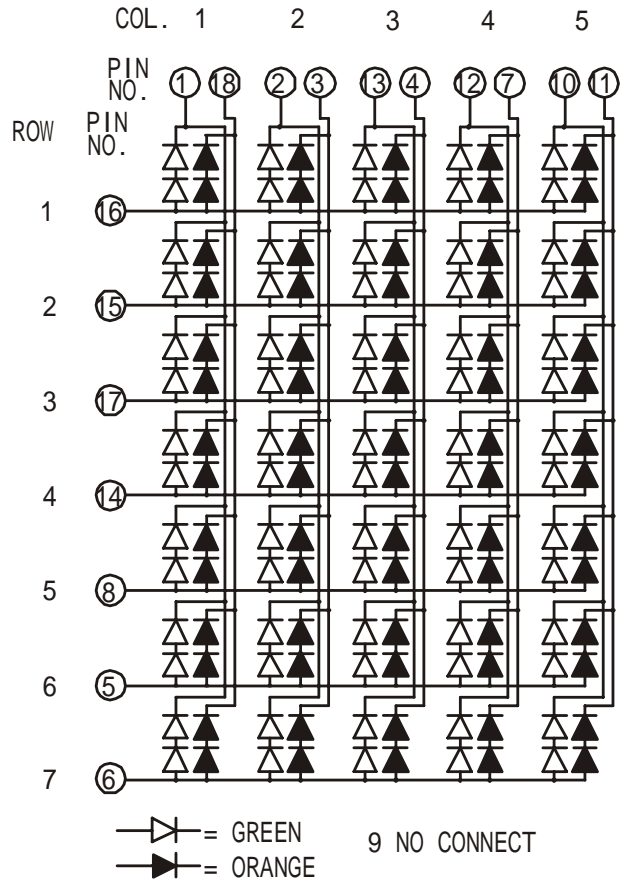 COL. 1 2 3 4 5
PIN NO. 1 18 2 3 13 4 12 7 10 11
ROW PIN NO.
1 16
2 15
3 17
4 14
5 8
6 5
7 6
= GREEN 9 NO CONNECT
= ORANGE